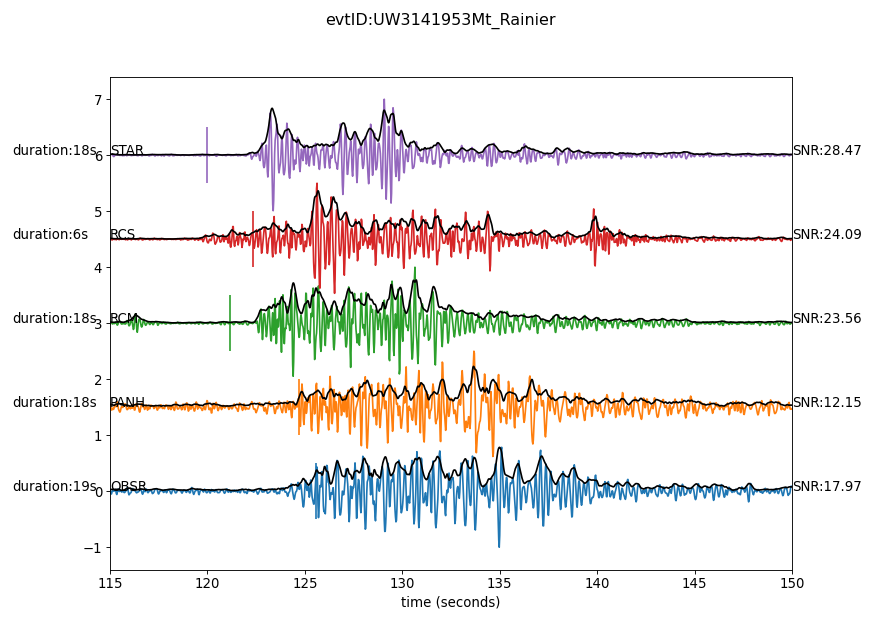 evtID:UW3141953Mt_Rainier
7
duration:18s STAR SNR:28.47
6
5
duration:6s RCS SNR:24.09
4
duration:18s RCM SNR:23.56
3
2
duration:18s PANH SNR:12.15
1
duration:19s OBSR SNR:17.97
0
−1
115 120 125 130 135 140 145 150
time (seconds)